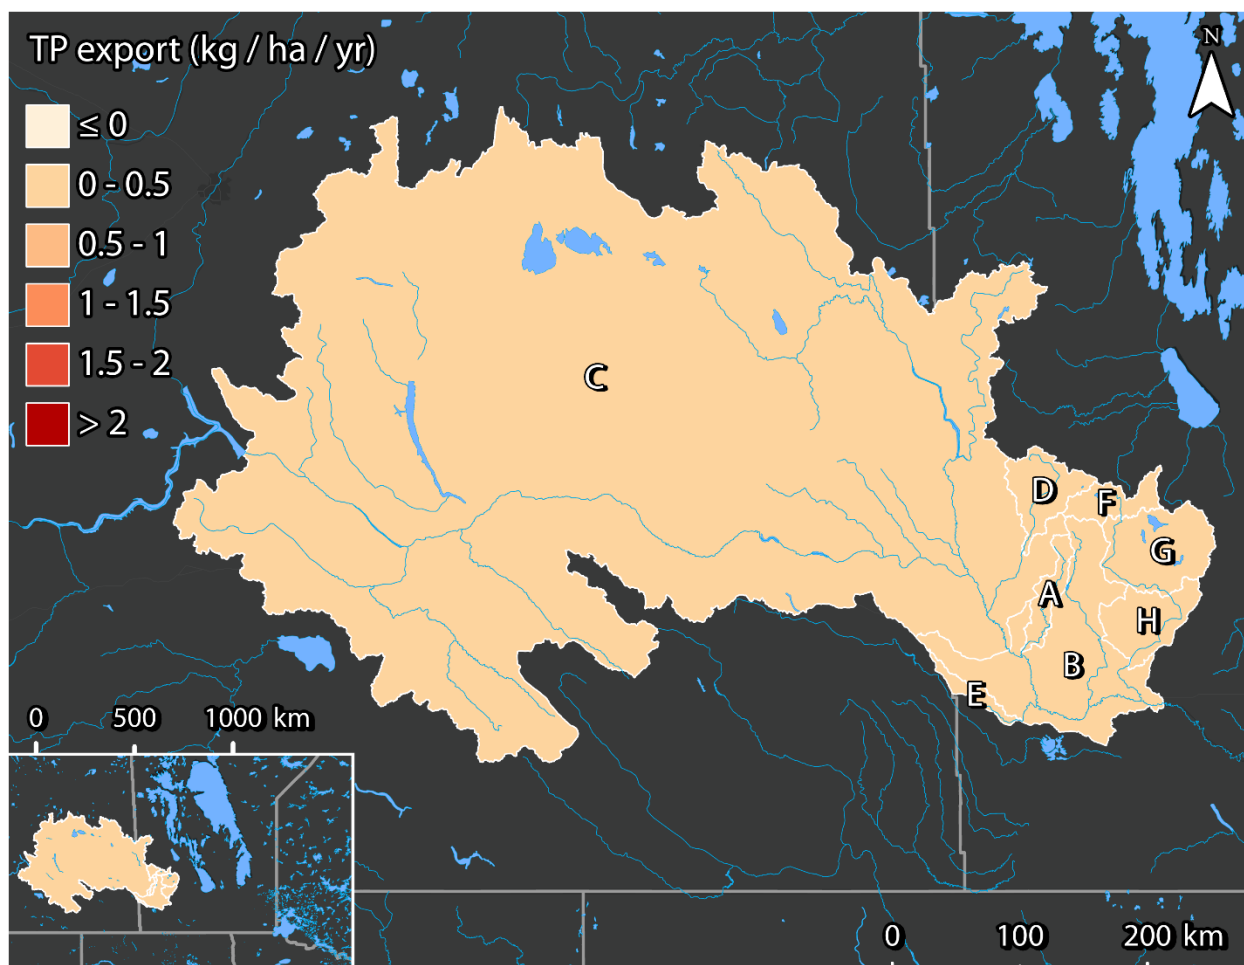 TP export (kg / ha / yr)
≤ 0
0 - 0.5
0.5 - 1
1 - 1.5
1.5 - 2
> 2
N
C
D
F
G
A
H
B
E
0 500 1000 km
0 100 200 km